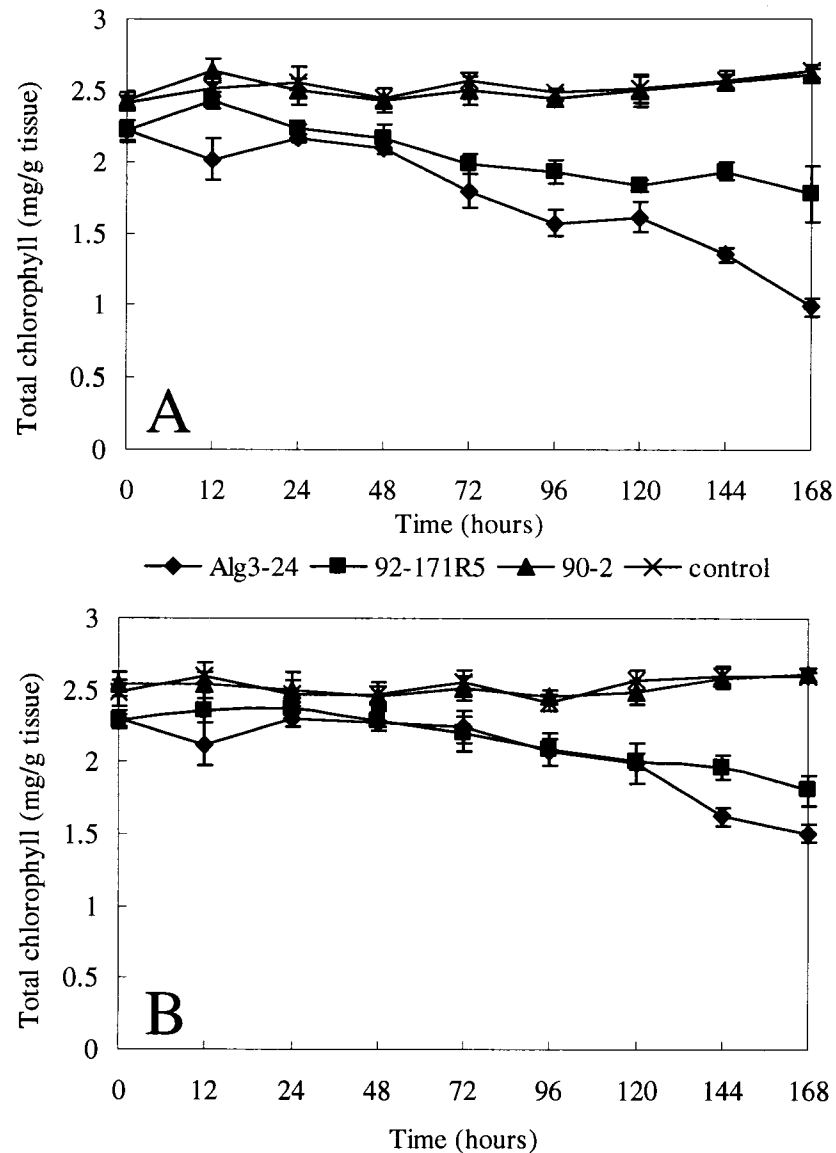 3
2.5
2
1.5
1
0.5
0
Total chlorophyll (mg/g tissue)
A
0 12 24 48 72 96 120 144 168
Time (hours)
Alg3-24 92-171R5 90-2 control
3
2.5
2
1.5
1
0.5
0
Total chlorophyll (mg/g tissue)
B
0 12 24 48 72 96 120 144 168
Time (hours)